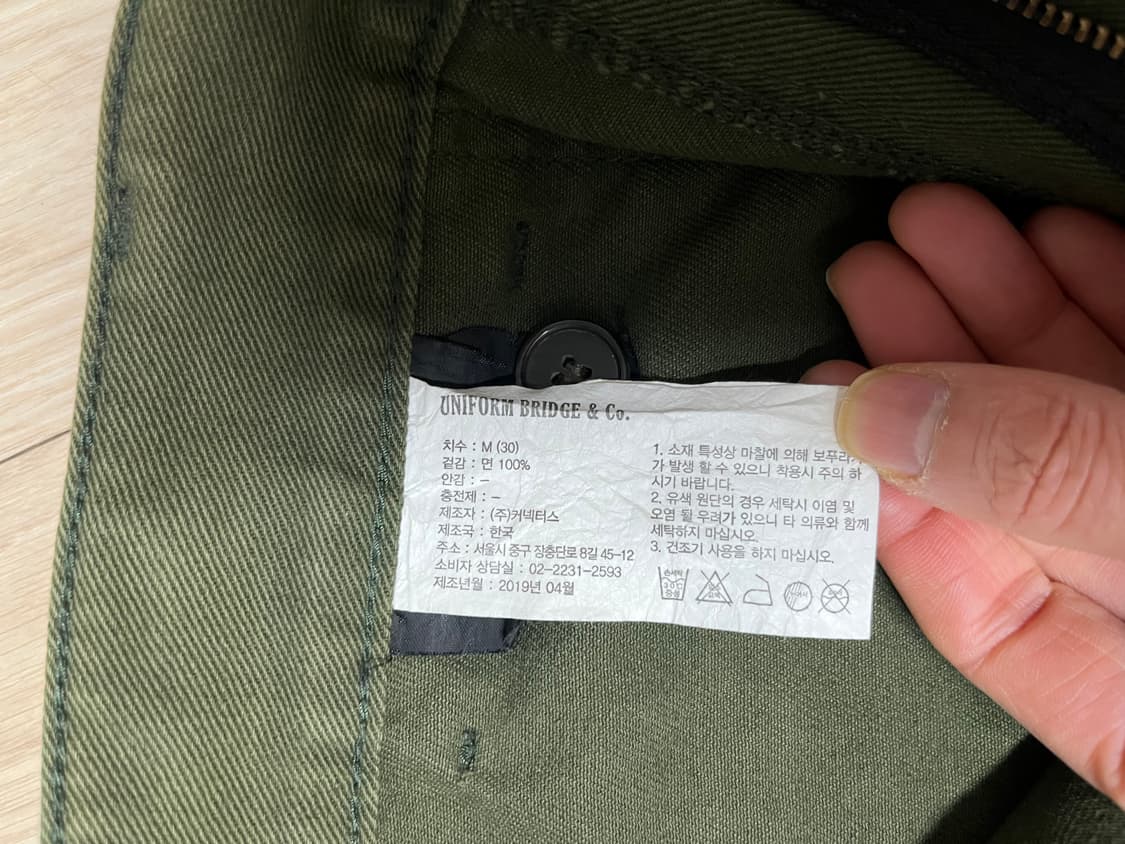 UNIFORM BRIDGE & Co.
치수 : M (30)
겉감 : 면 100%
안감 : –
충전제 : –
제조자 : (주)커넥터스
제조국 : 한국
주소 : 서울시 중구 장충단로 8길 45-12
소비자 상담실 : 02-2231-2593
제조년월 : 2019년 04월
1. 소재 특성상 마찰에 의해 보푸라기
가 발생 할 수 있으니 착용시 주의 하
시기 바랍니다.
2. 유색 원단의 경우 세탁시 이염 및
오염 될 우려가 있으니 타 의류와 함께
세탁하지 마십시오.
3. 건조기 사용을 하지 마십시오.
손세탁
30℃
중성